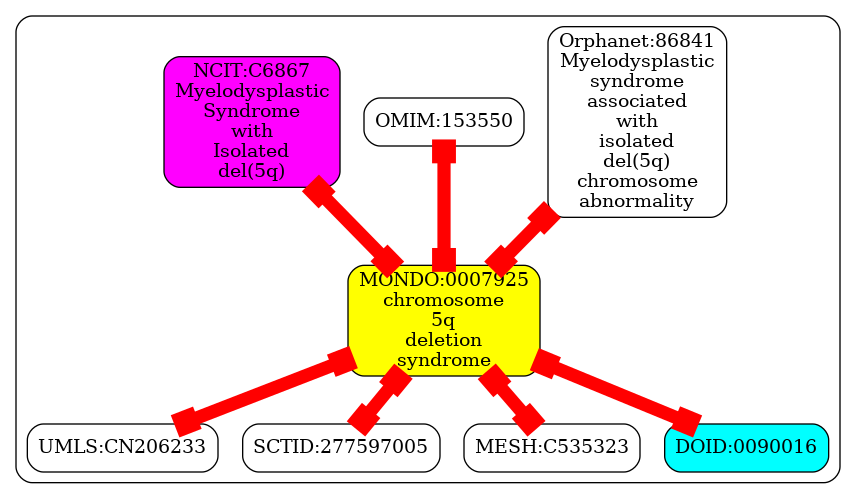 NCIT:C6867
Myelodysplastic
Syndrome
with
Isolated
del(5q)
OMIM:153550
Orphanet:86841
Myelodysplastic
syndrome
associated
with
isolated
del(5q)
chromosome
abnormality
MONDO:0007925
chromosome
5q
deletion
syndrome
UMLS:CN206233
SCTID:277597005
MESH:C535323
DOID:0090016